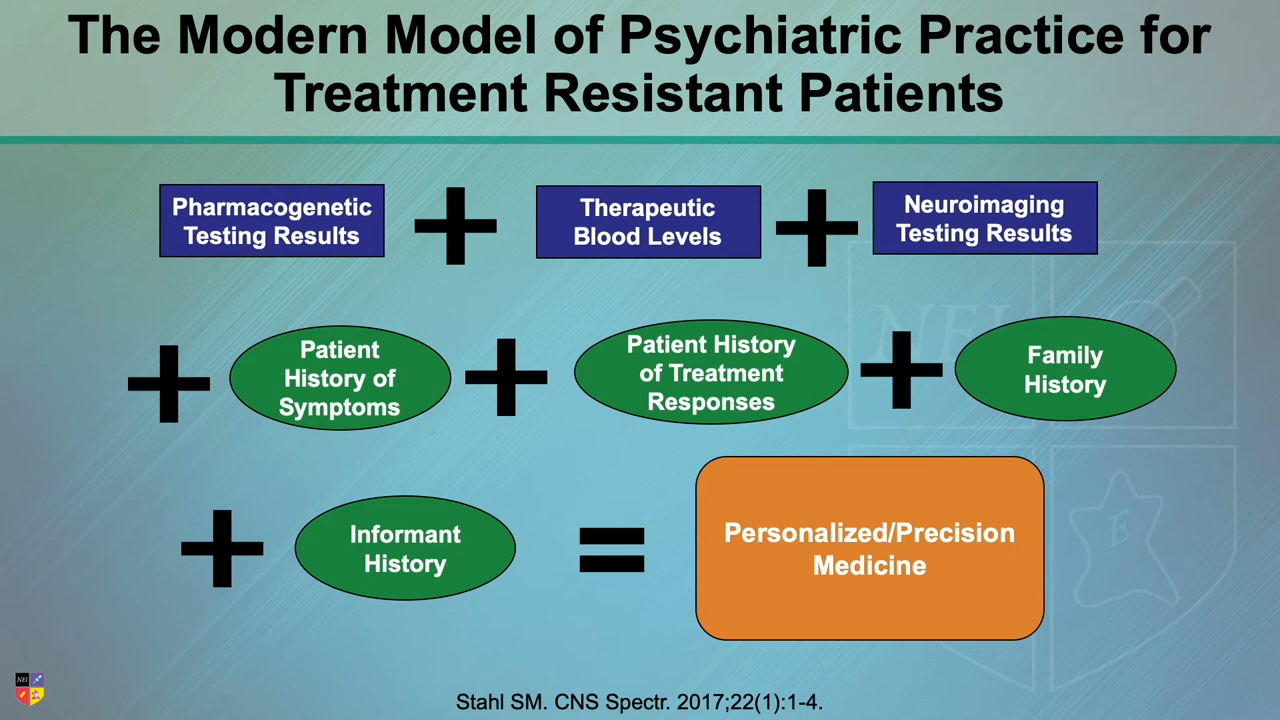 The Modern Model of Psychiatric Practice for
Treatment Resistant Patients
Pharmacogenetic
Testing Results
+
Therapeutic
Blood Levels
+
Neuroimaging
Testing Results
+
Patient
History of
Symptoms
+
Patient History
of Treatment
Responses
+
Family
History
+
Informant
History
=
Personalized/Precision
Medicine
NEI
E
NEI
Stahl SM. CNS Spectr. 2017;22(1):1-4.